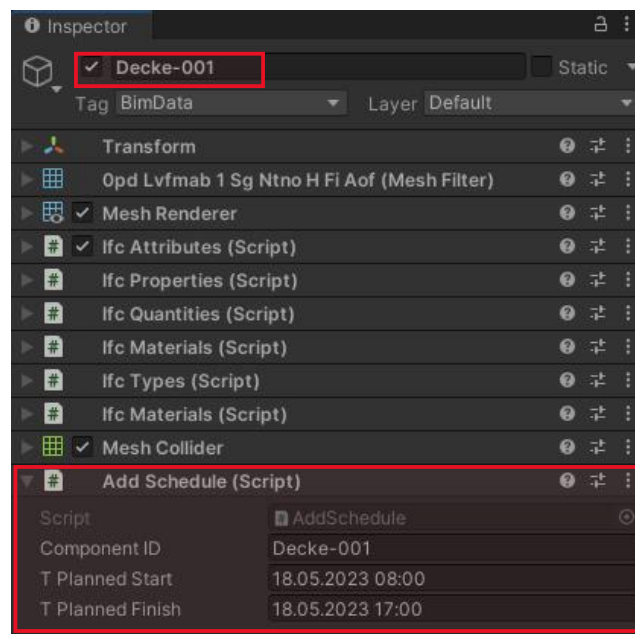 Inspector
Decke-001 Static
Tag BimData Layer Default
Transform
0pd Lvfmab 1 Sg Ntno H Fi Aof (Mesh Filter)
Mesh Renderer
# Ifc Attributes (Script)
# Ifc Properties (Script)
# Ifc Quantities (Script)
# Ifc Materials (Script)
# Ifc Types (Script)
# Ifc Materials (Script)
Mesh Collider
# Add Schedule (Script)
Script AddSchedule
Component ID Decke-001
T Planned Start 18.05.2023 08:00
T Planned Finish 18.05.2023 17:00